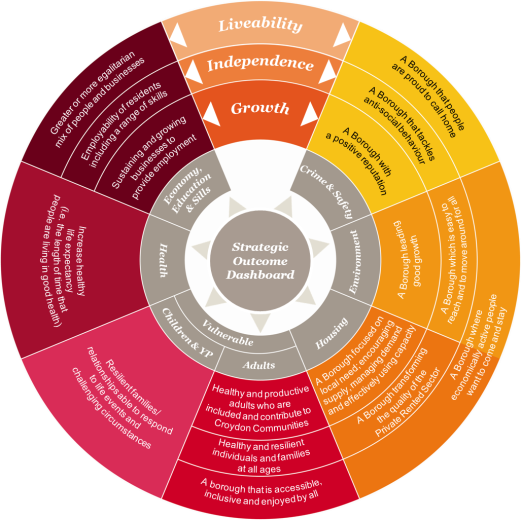 Liveability
Independence
Growth
A Borough that people
are proud to call home
A Borough that tackles
anti-social behaviour
A Borough with
a positive reputation
Crime & Safety
Environment
A Borough leading
good growth
A Borough which is easy to
reach and to move around for all
A Borough where
economically active people
want to come and stay
Housing
A Borough focused on
local need, encouraging
supply, managing demand
and effectively using capacity
A Borough transforming
the quality of the
Private Rented Sector
Vulnerable
Adults
Healthy and productive
adults who are
included and contribute to
Croydon Communities
Healthy and resilient
individuals and families
at all ages
A borough that is accessible,
inclusive and enjoyed by all
Children & YP
Resilient families/
relationships able to respond
to life events and
challenging circumstances
Health
Increase healthy
life expectancy
(i.e. the length of time that
People are living in good health)
Economy,
Education
& Sills
Sustaining and growing
businesses to
provide employment
Employability of residents
including a range of skills
Greater or more egalitarian
mix of people and businesses
Strategic
Outcome
Dashboard